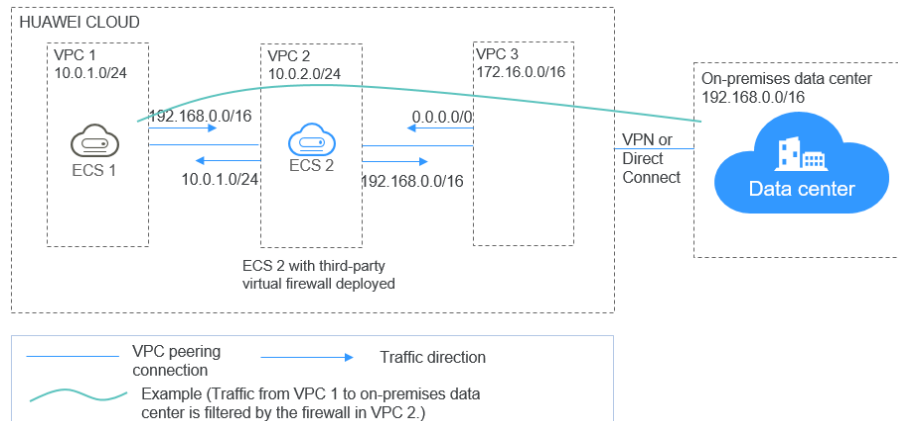 HUAWEI CLOUD
VPC 1
10.0.1.0/24
VPC 2
10.0.2.0/24
VPC 3
172.16.0.0/16
On-premises data center
192.168.0.0/16
192.168.0.0/16
0.0.0.0/0
ECS 1
ECS 2
10.0.1.0/24
192.168.0.0/16
VPN or
Direct
Connect
Data center
ECS 2 with third-party
virtual firewall deployed
VPC peering
connection
Traffic direction
Example (Traffic from VPC 1 to on-premises data
center is filtered by the firewall in VPC 2.)